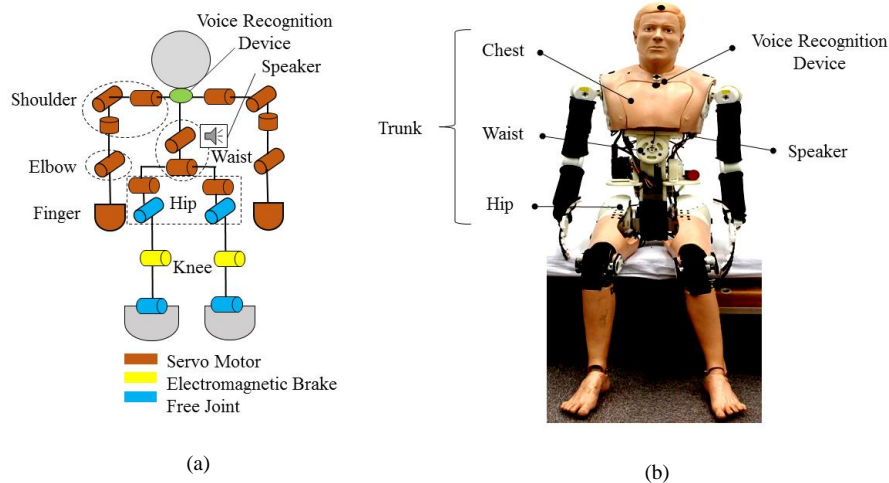 Voice Recognition
Device
Speaker
Shoulder
Waist
Elbow
Hip
Finger
Knee
Servo Motor
Electromagnetic Brake
Free Joint
(a)
Chest
Voice Recognition
Device
Trunk
Waist
Speaker
Hip
(b)